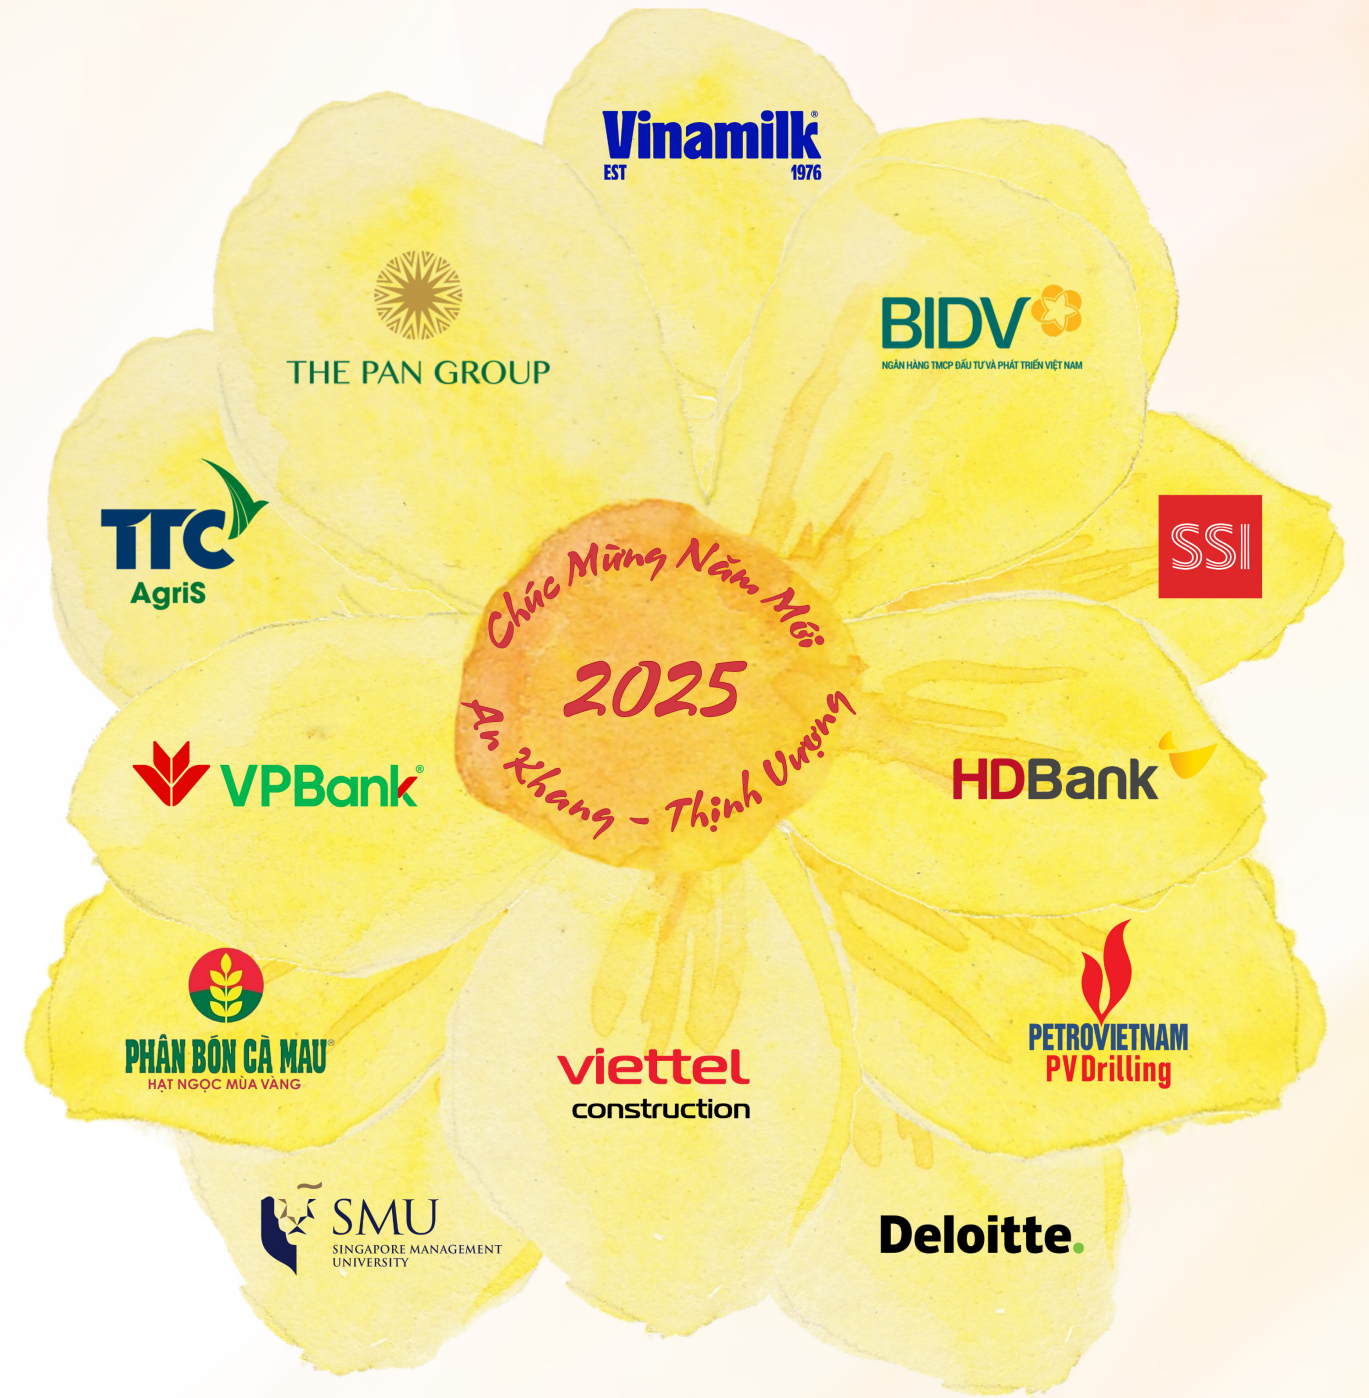 Vinamilk®
EST 1976
THE PAN GROUP
BIDV
NGÂN HÀNG TMCP ĐẦU TƯ VÀ PHÁT TRIỂN VIỆT NAM
TTC
AgriS
SSI
Chúc Mừng Năm Mới
2025
An Khang - Thịnh Vượng
VPBank®
HDBank
PHÂN BÓN CÀ MAU®
HẠT NGỌC MÙA VÀNG
viettel
construction
PETROVIETNAM
PV Drilling
SMU
SINGAPORE MANAGEMENT
UNIVERSITY
Deloitte.